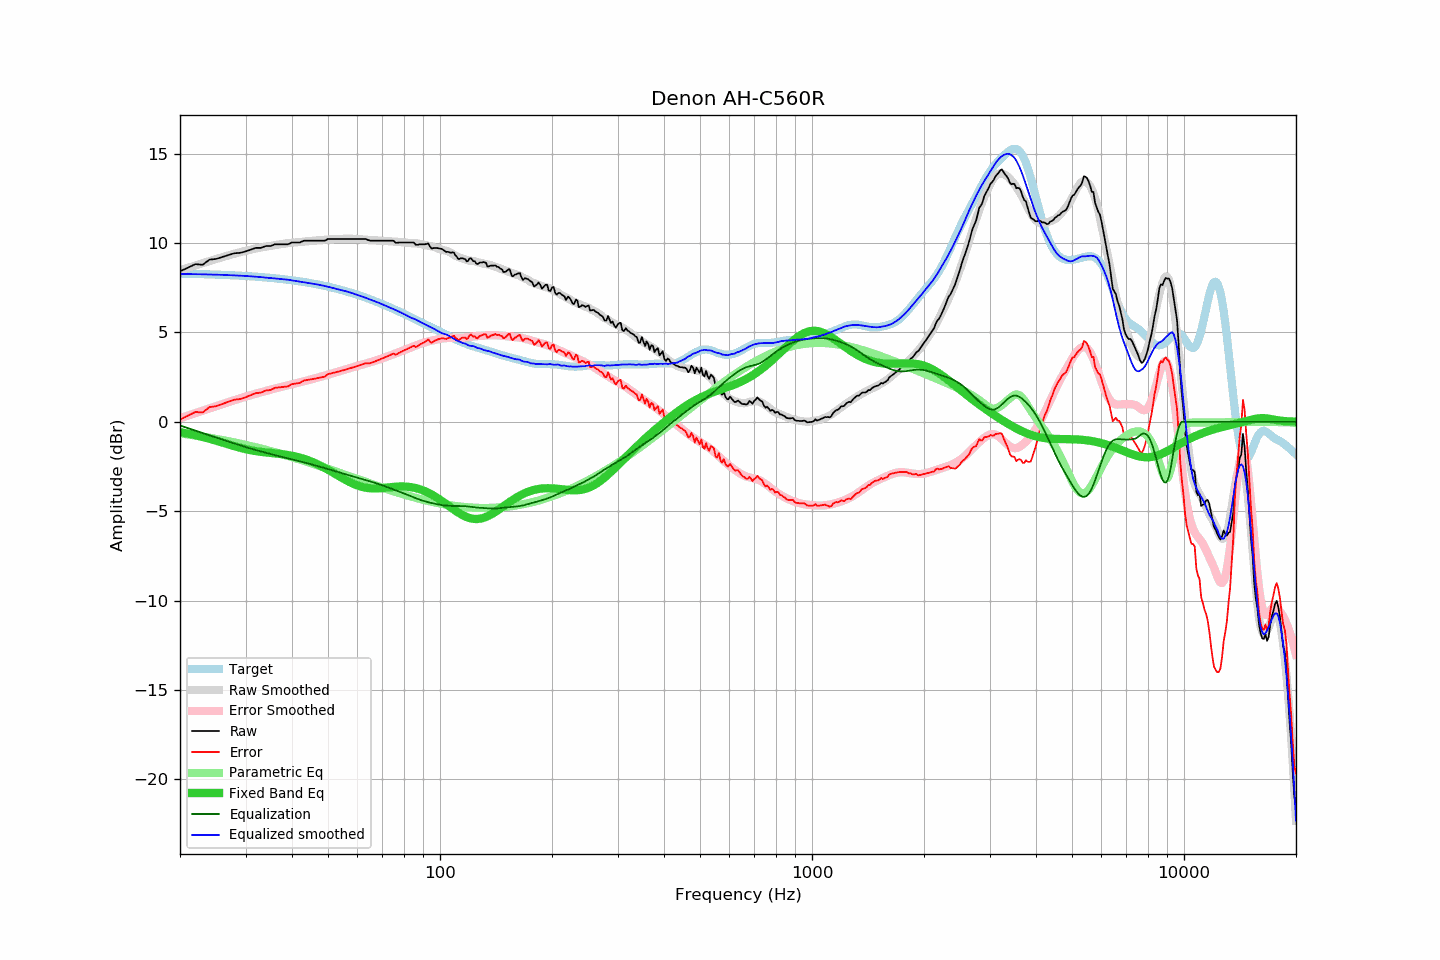 Denon AH-C560R
15
10
5
0
−5
−10
−15
−20
Amplitude (dBr)
Target
Raw Smoothed
Error Smoothed
Raw
Error
Parametric Eq
Fixed Band Eq
Equalization
Equalized smoothed
100
1000
10000
Frequency (Hz)